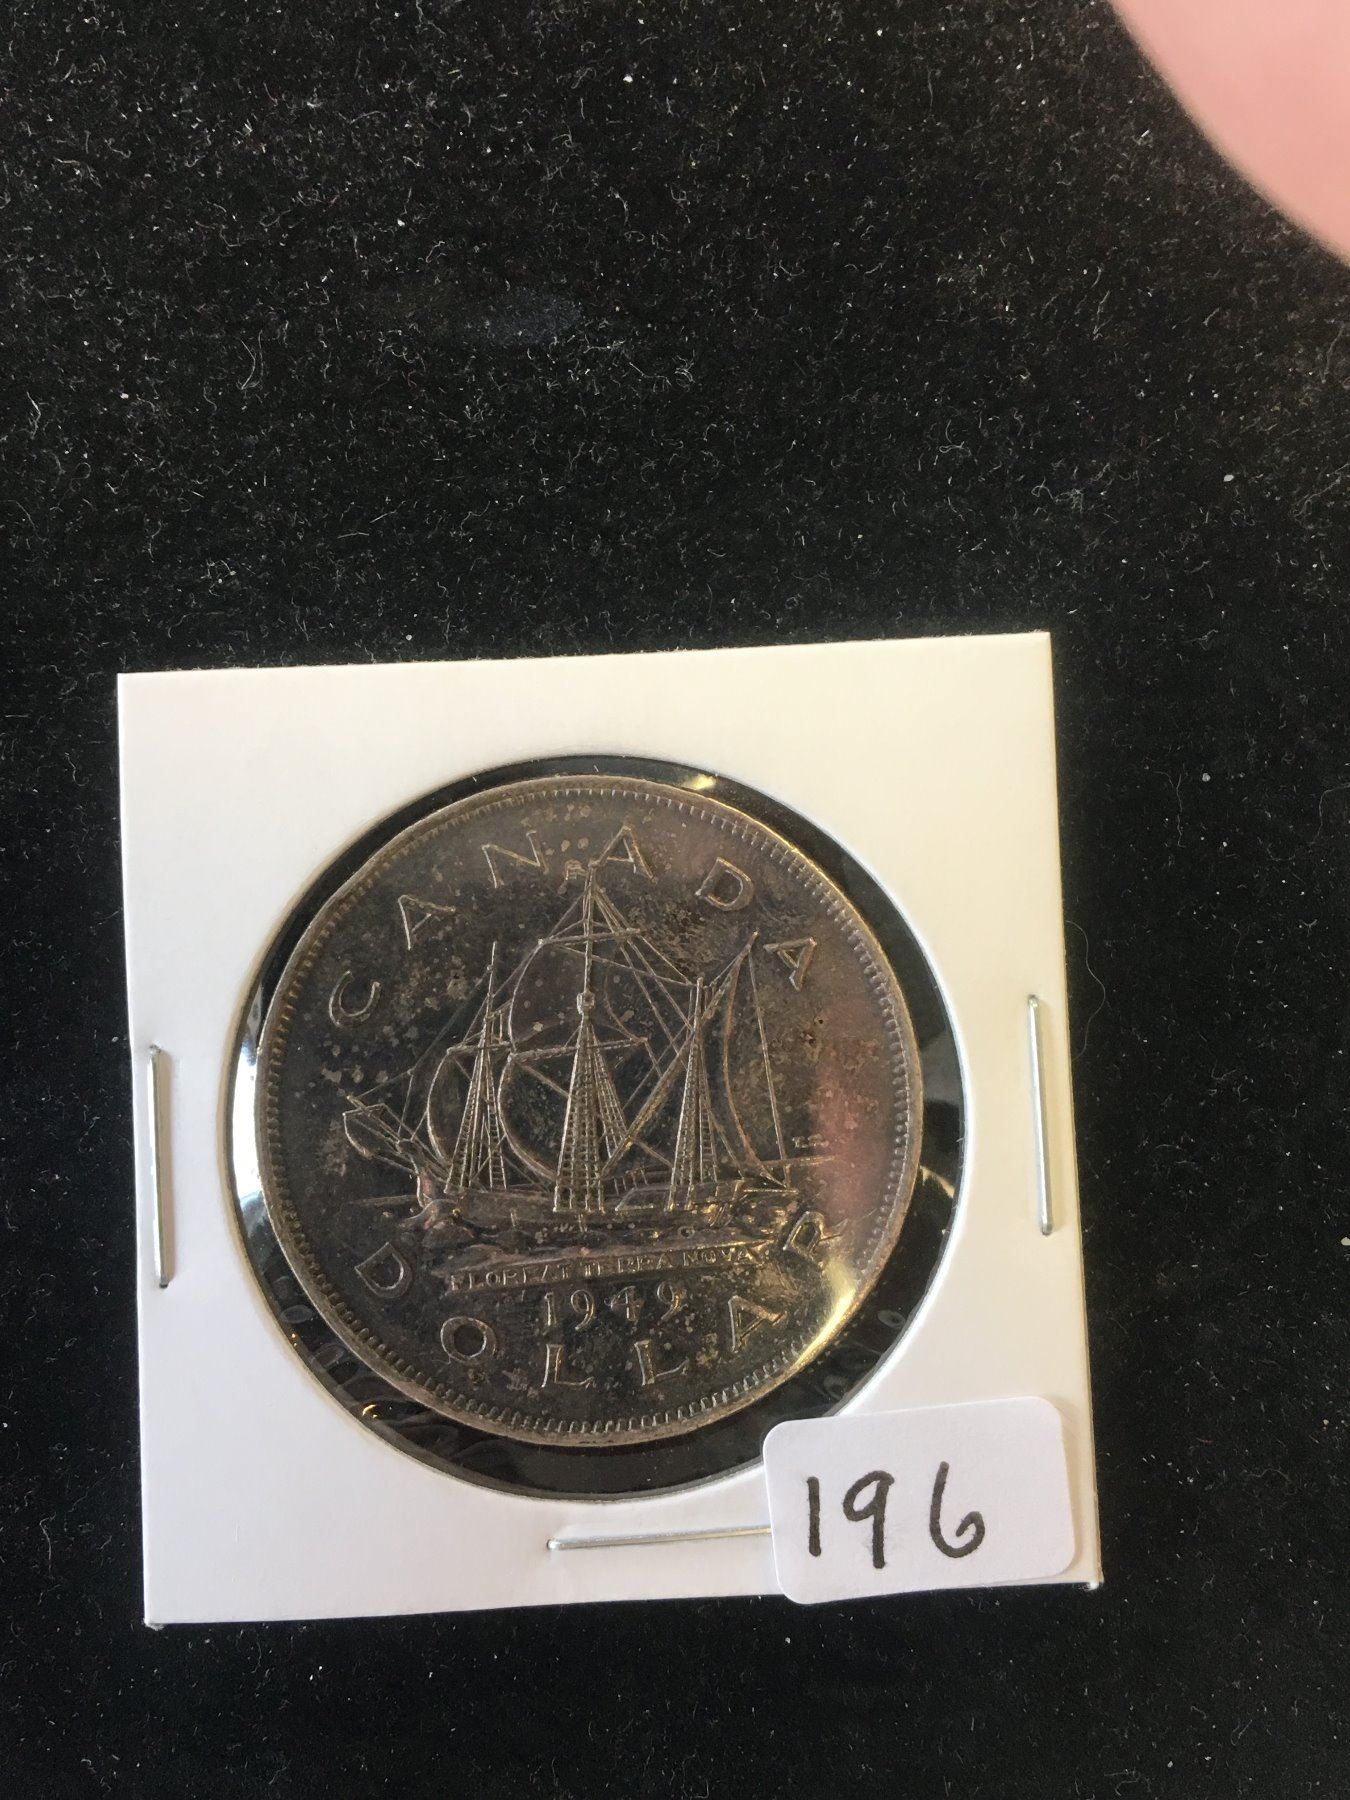 CANADA
FLOREAT TERRA NOVA
1949
DOLLAR
196